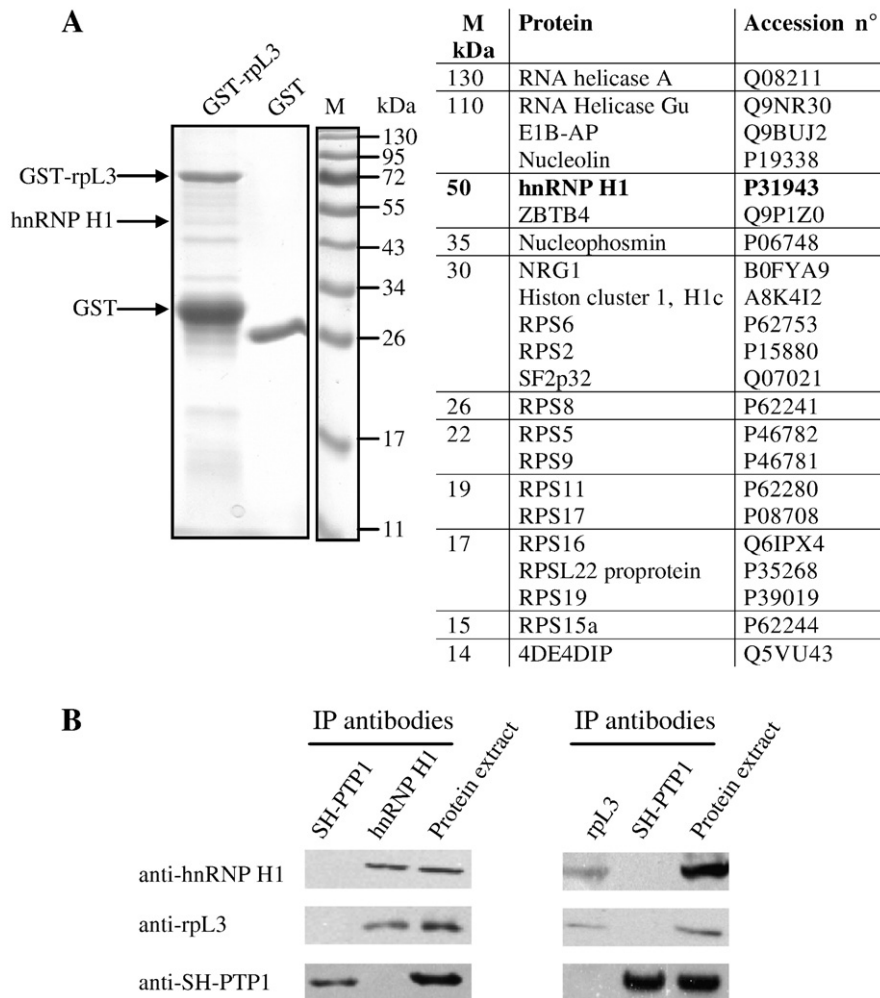 A
GST-rpL3
GST
M
kDa
130
95
72
55
43
34
26
17
11
GST-rpL3
hnRNP H1
GST
M kDa Protein Accession n°
130 RNA helicase A Q08211
110 RNA Helicase Gu Q9NR30
E1B-AP Q9BUJ2
Nucleolin P19338
50 hnRNP H1 P31943
ZBTB4 Q9P1Z0
35 Nucleophosmin P06748
30 NRG1 B0FYA9
Histon cluster 1, H1c A8K4I2
RPS6 P62753
RPS2 P15880
SF2p32 Q07021
26 RPS8 P62241
22 RPS5 P46782
RPS9 P46781
19 RPS11 P62280
RPS17 P08708
17 RPS16 Q6IPX4
RPSL22 proprotein P35268
RPS19 P39019
15 RPS15a P62244
14 4DE4DIP Q5VU43
B
IP antibodies
SH-PTP1
hnRNP H1
Protein extract
IP antibodies
rpL3
SH-PTP1
Protein extract
anti-hnRNP H1
anti-rpL3
anti-SH-PTP1